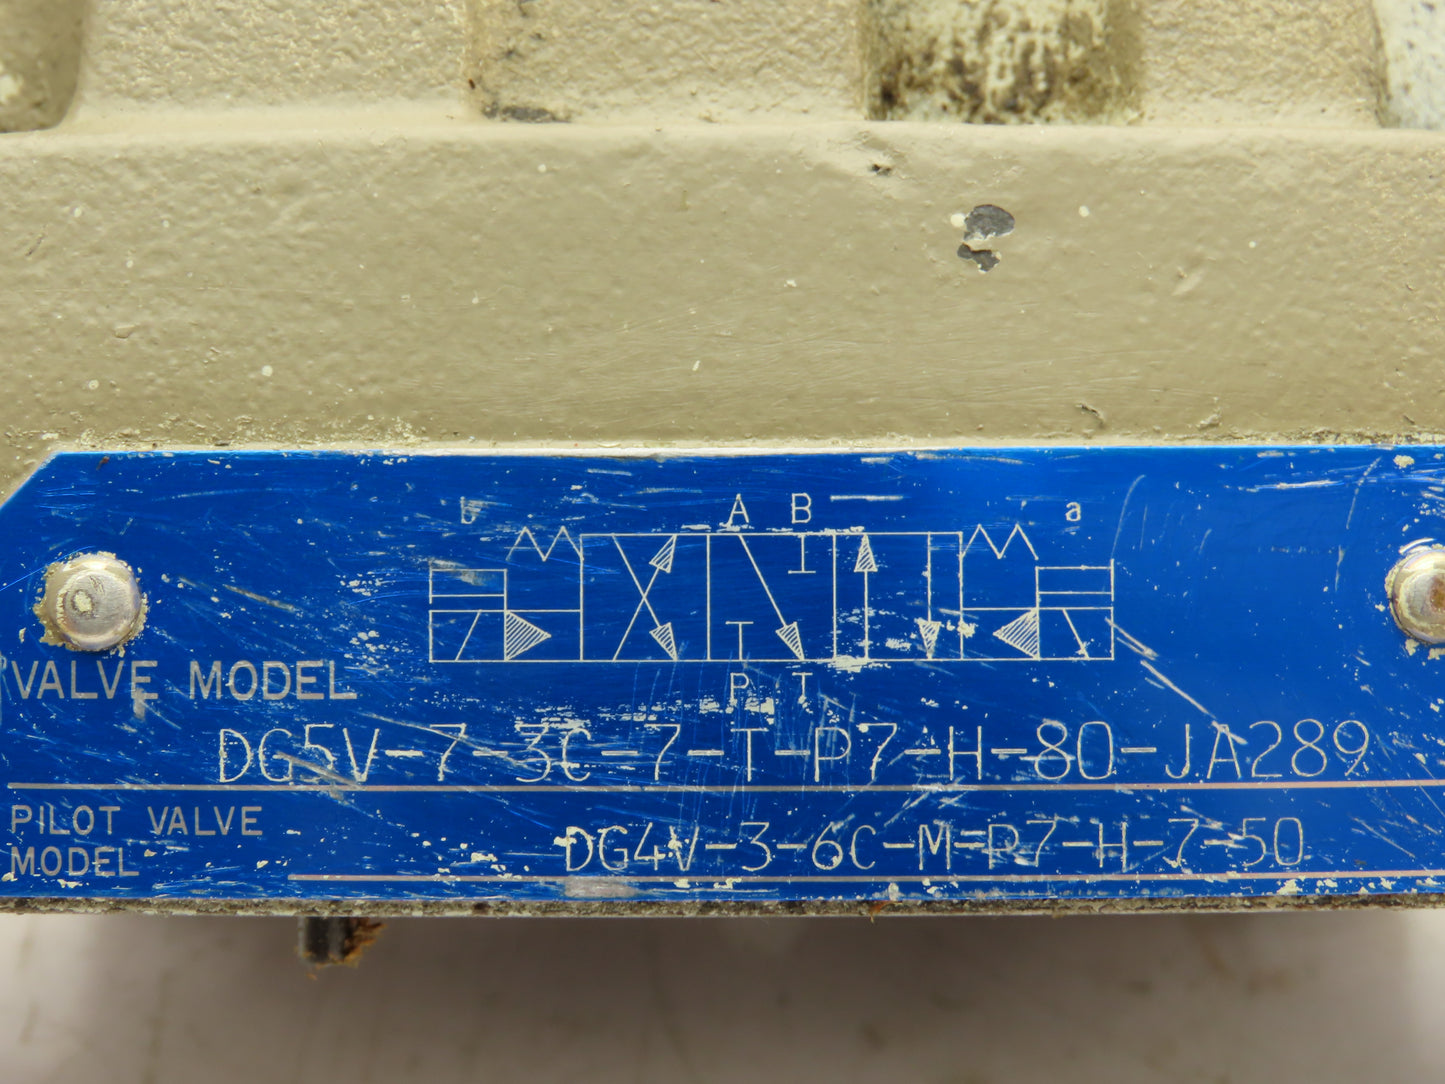 b A B a
P T
VALVE MODEL
DG5V-7-3C-7-T-P7-H-80-JA289
PILOT VALVE
MODEL
DG4V-3-6C-M-P7-H-7-50